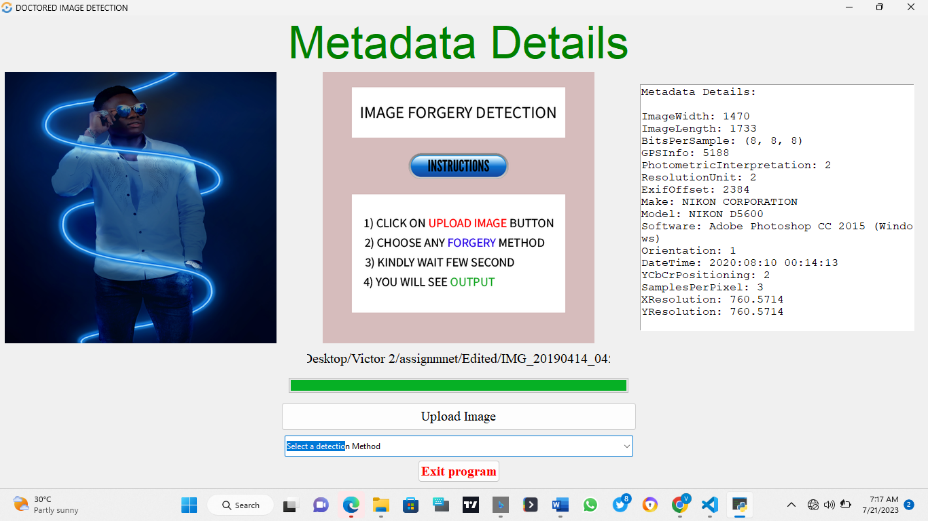 DOCTORED IMAGE DETECTION
Metadata Details
IMAGE FORGERY DETECTION
INSTRUCTIONS
1) CLICK ON UPLOAD IMAGE BUTTON
2) CHOOSE ANY FORGERY METHOD
3) KINDLY WAIT FEW SECOND
4) YOU WILL SEE OUTPUT
Metadata Details:
ImageWidth: 1470
ImageLength: 1733
BitsPerSample: (8, 8, 8)
GPSInfo: 5188
PhotometricInterpretation: 2
ResolutionUnit: 2
ExifOffset: 2384
Make: NIKON CORPORATION
Model: NIKON D5600
Software: Adobe Photoshop CC 2015 (Windo
ws)
Orientation: 1
DateTime: 2020:08:10 00:14:13
YCbCrPositioning: 2
SamplesPerPixel: 3
XResolution: 760.5714
YResolution: 760.5714
Desktop/Victor 2/assignmnet/Edited/IMG_20190414_04:
Upload Image
Select a detection Method
Exit program
30°C
Partly sunny
Search
8
7:17 AM
7/21/2023
2